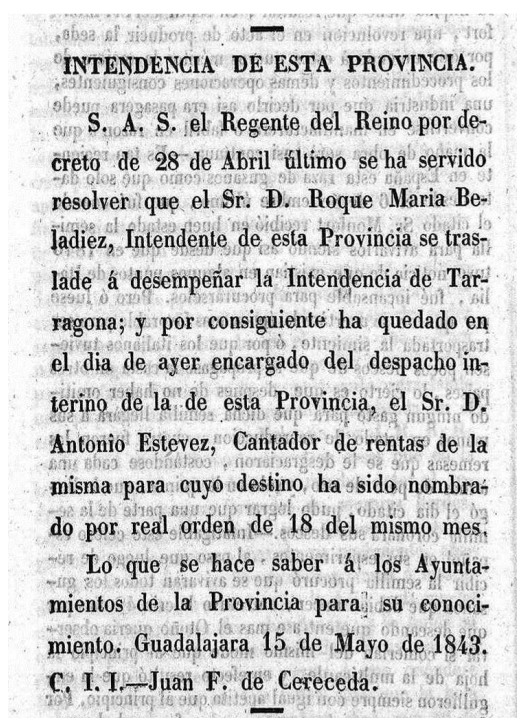 INTENDENCIA DE ESTA PROVINCIA.
S. A. S. el Regente del Reino por de-
creto de 28 de Abril último se ha servido
resolver que el Sr. D. Roque Maria Be-
ladiez, Intendente de esta Provincia se tras-
lade á desempeñar la Intendencia de Tar-
ragona; y por consiguiente ha quedado en
el dia de ayer encargado del despacho in-
terino de la de esta Provincia, el Sr. D.
Antonio Estevez, Cantador de rentas de la
misma para cuyo destino ha sido nombra-
do por real orden de 18 del mismo mes.
Lo que se hace saber á los Ayunta-
mientos de la Provincia para su conoci-
miento. Guadalajara 15 de Mayo de 1843.
C. I. I.—Juan F. de Cereceda.